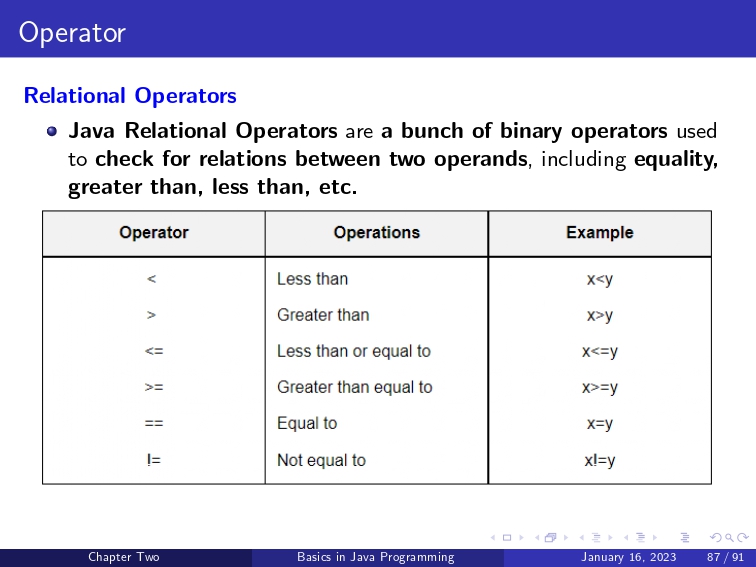 Operator
Relational Operators
Java Relational Operators are a bunch of binary operators used
to check for relations between two operands, including equality,
greater than, less than, etc.
Operator Operations Example
< Less than x<y
> Greater than x>y
<= Less than or equal to x<=y
>= Greater than equal to x>=y
== Equal to x=y
!= Not equal to x!=y
Chapter Two Basics in Java Programming January 16, 2023 87 / 91